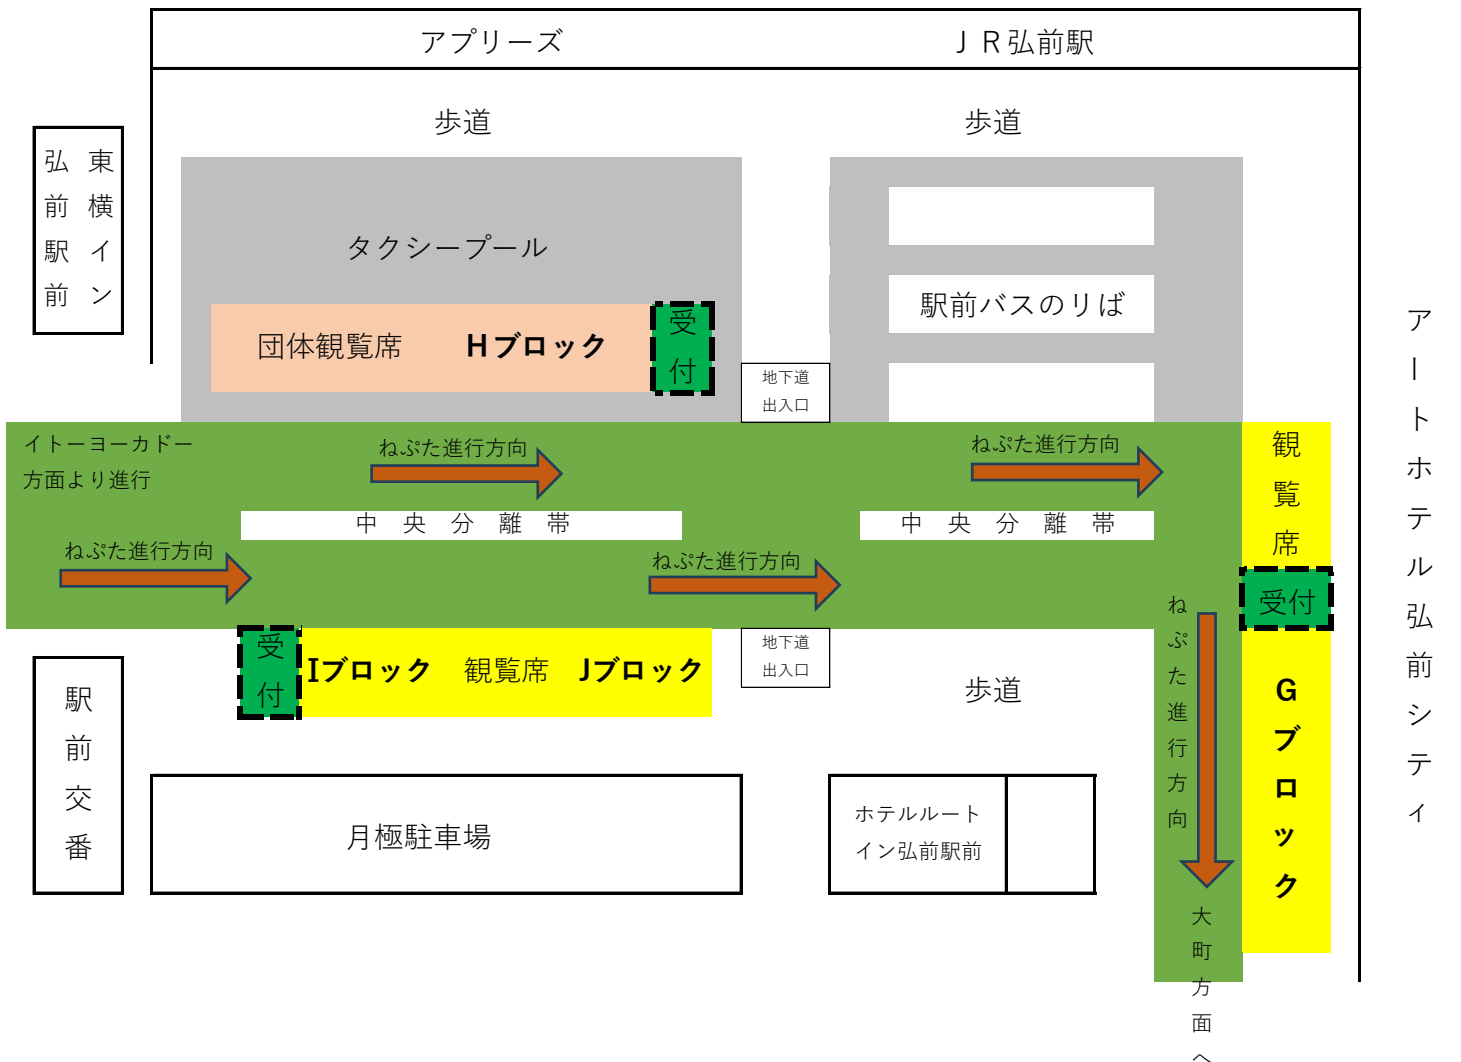 アプリーズ
ＪＲ弘前駅
歩道
歩道
東横イン
弘前駅前
タクシープール
駅前バスのりば
団体観覧席 Hブロック
受付
地下道
出入口
アートホテル弘前シティ
イトーヨーカドー
方面より進行
ねぷた進行方向
ねぷた進行方向
観覧席
中央分離帯
中央分離帯
ねぷた進行方向
ねぷた進行方向
受付
ねぷた進行方向
受付
Iブロック 観覧席 Jブロック
地下道
出入口
歩道
Gブロック
駅前交番
月極駐車場
ホテルルート
イン弘前駅前
大町方面へ